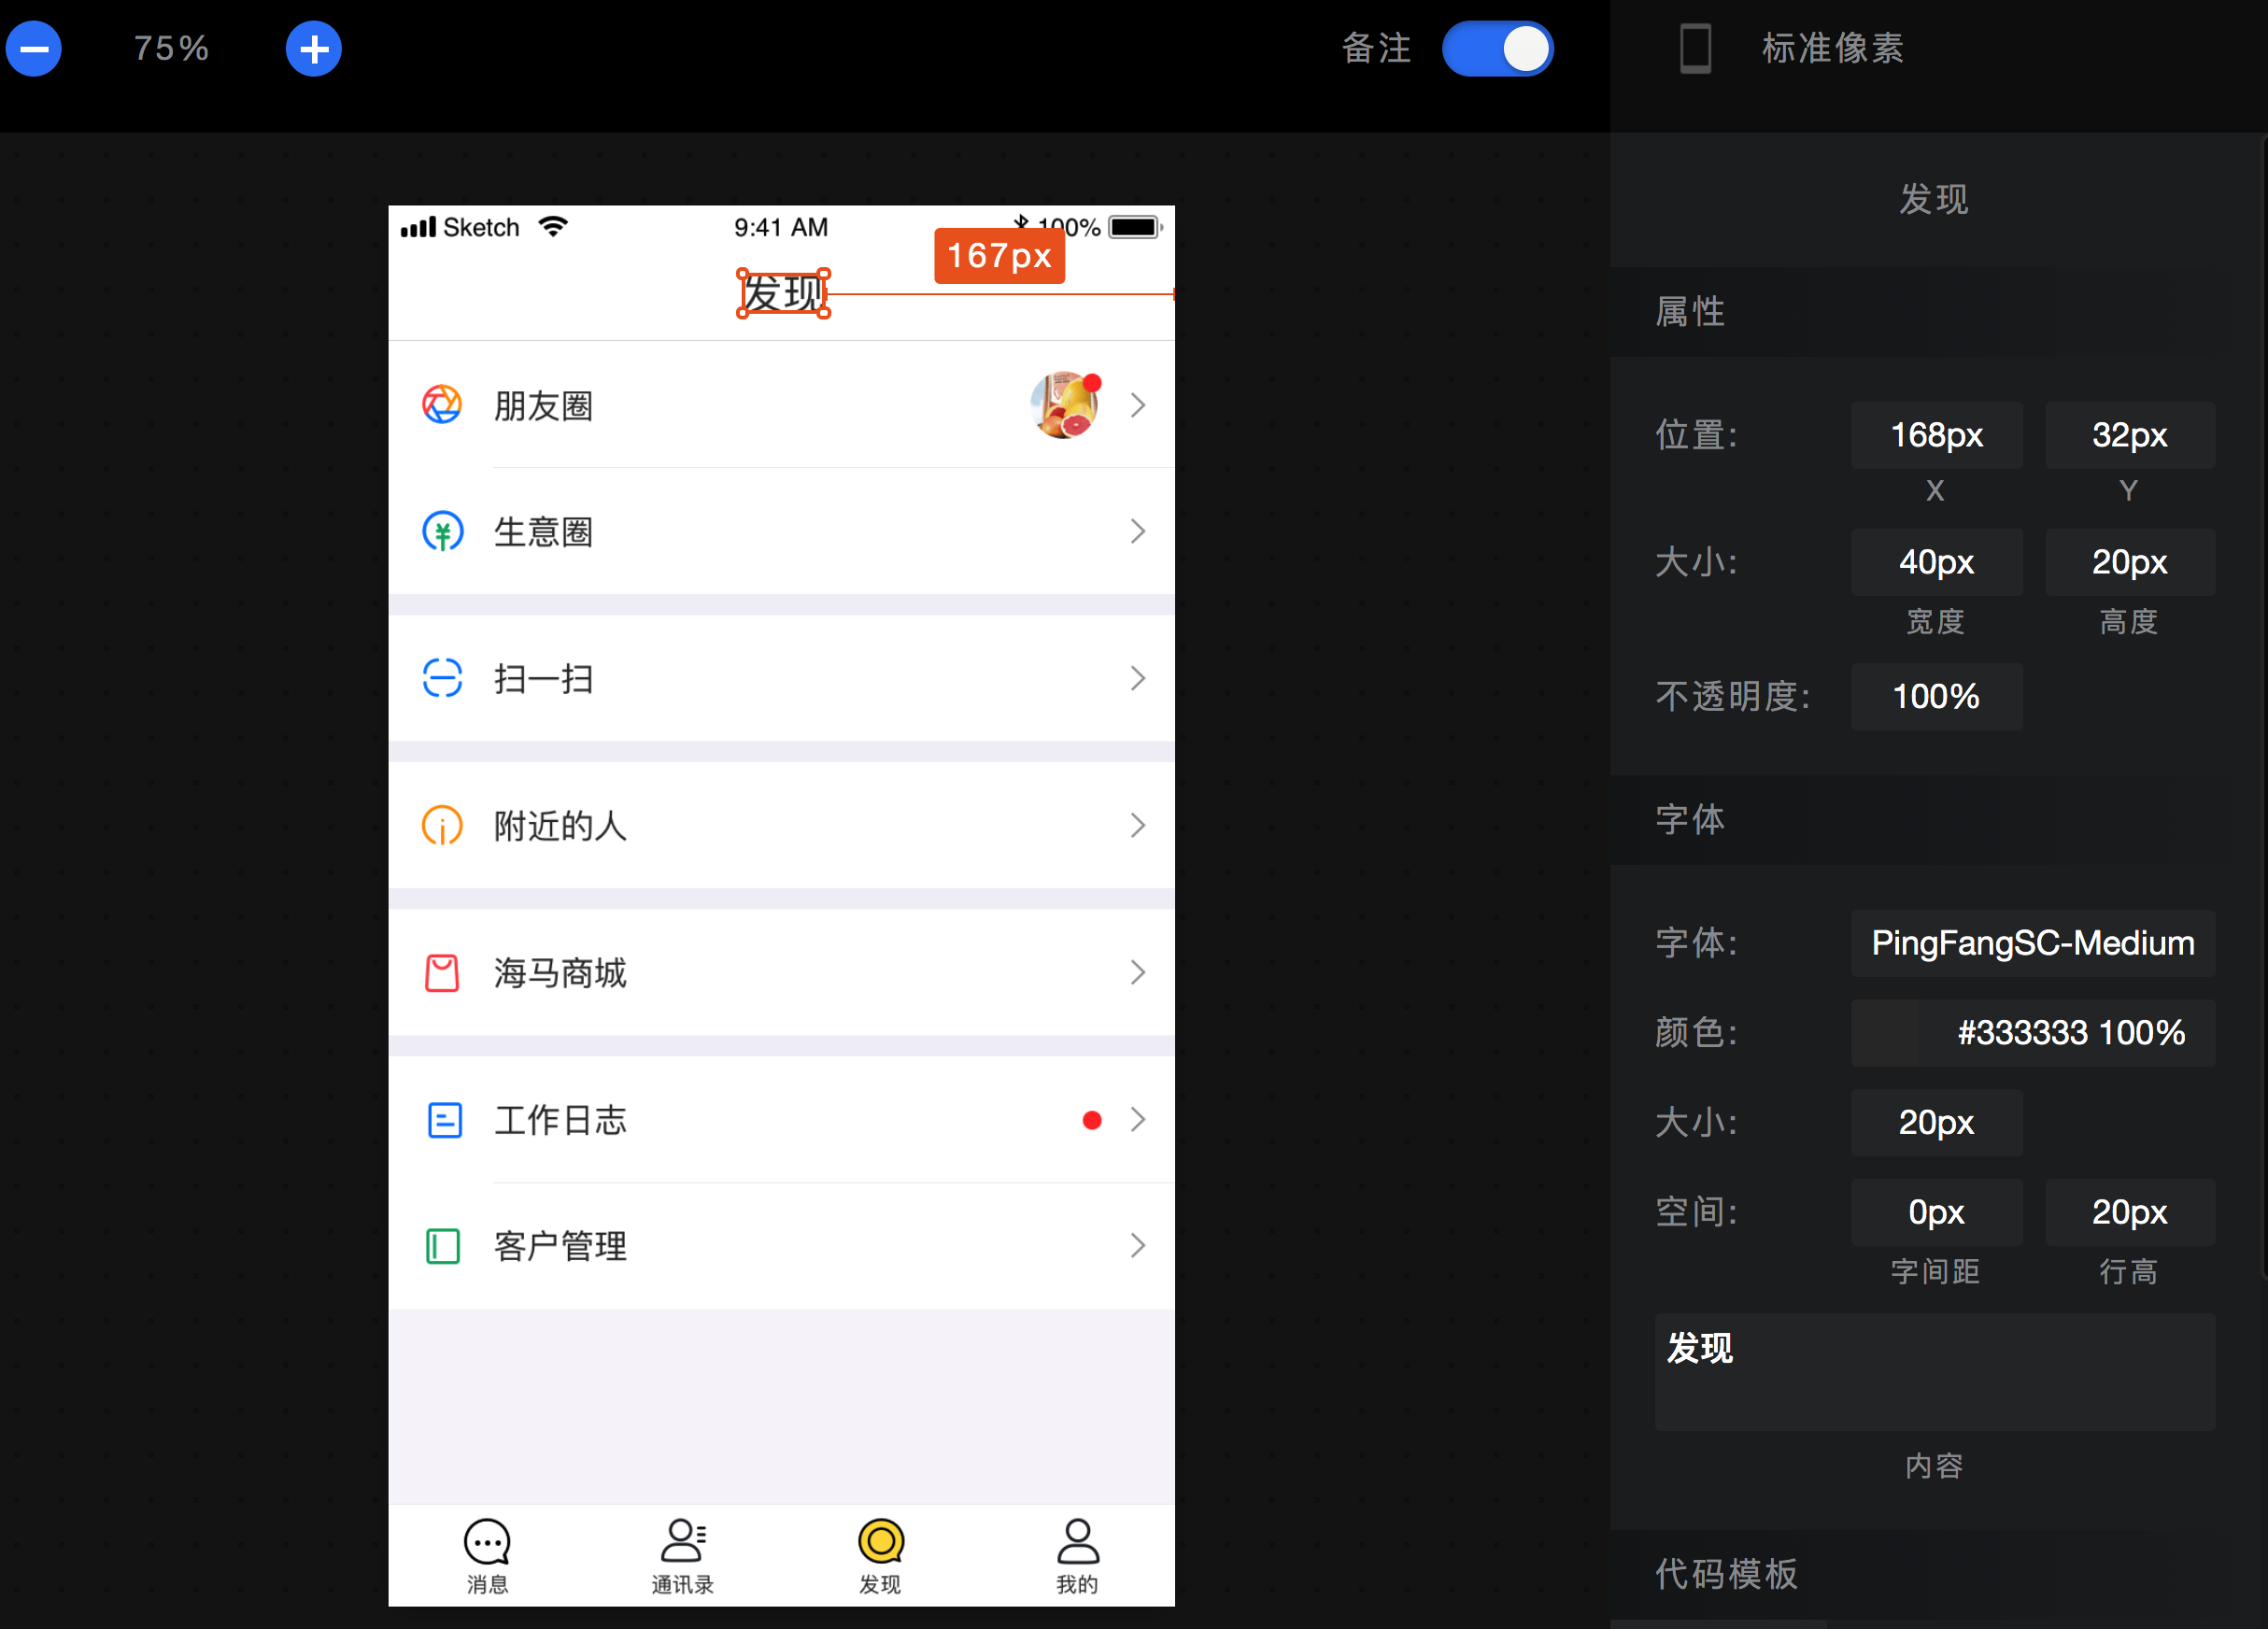 75%
备注
标准像素
Sketch
9:41 AM
100%
167px
发现
朋友圈
生意圈
扫一扫
附近的人
海马商城
工作日志
客户管理
消息
通讯录
发现
我的
发现
属性
位置: 168px 32px
X Y
大小: 40px 20px
宽度 高度
不透明度: 100%
字体
字体: PingFangSC-Medium
颜色: #333333 100%
大小: 20px
空间: 0px 20px
字间距 行高
发现
内容
代码模板